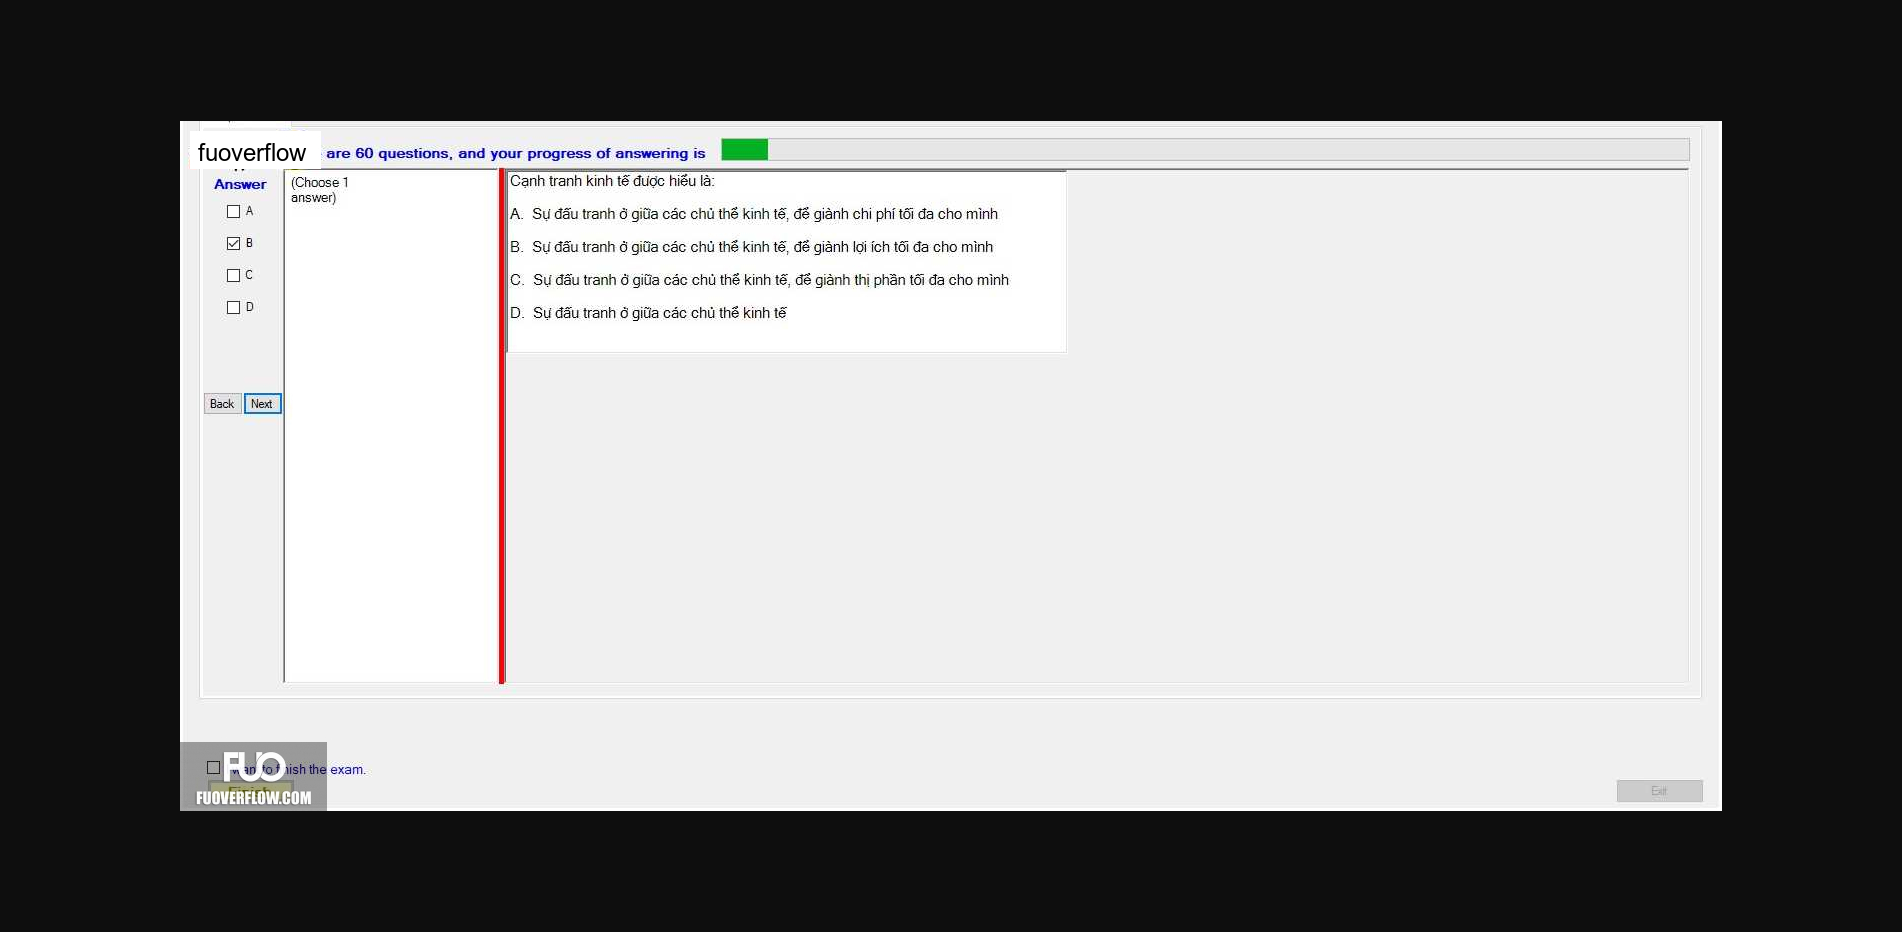 fuoverflow are 60 questions, and your progress of answering is
Answer
(Choose 1
answer)
A
B
C
D
Back Next
Cạnh tranh kinh tế được hiểu là:
A. Sự đấu tranh ở giữa các chủ thể kinh tế, để giành chi phí tối đa cho mình
B. Sự đấu tranh ở giữa các chủ thể kinh tế, để giành lợi ích tối đa cho mình
C. Sự đấu tranh ở giữa các chủ thể kinh tế, để giành thị phần tối đa cho mình
D. Sự đấu tranh ở giữa các chủ thể kinh tế
FUO
want to finish the exam.
Finish
FUOVERFLOW.COM
Exit